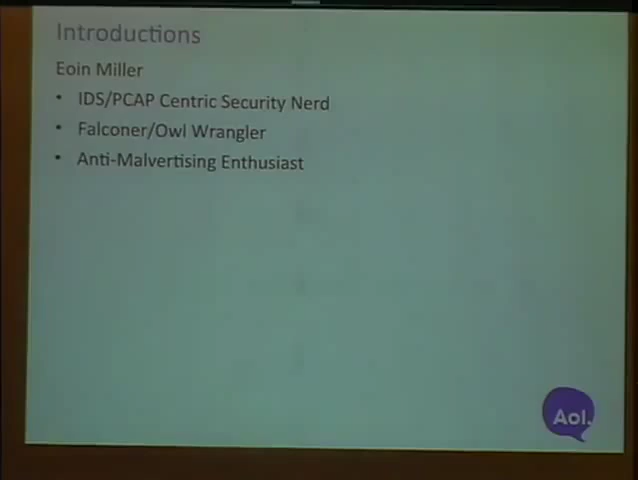 Introductions
Eoin Miller
• IDS/PCAP Centric Security Nerd
• Falconer/Owl Wrangler
• Anti-Malvertising Enthusiast
Aol.